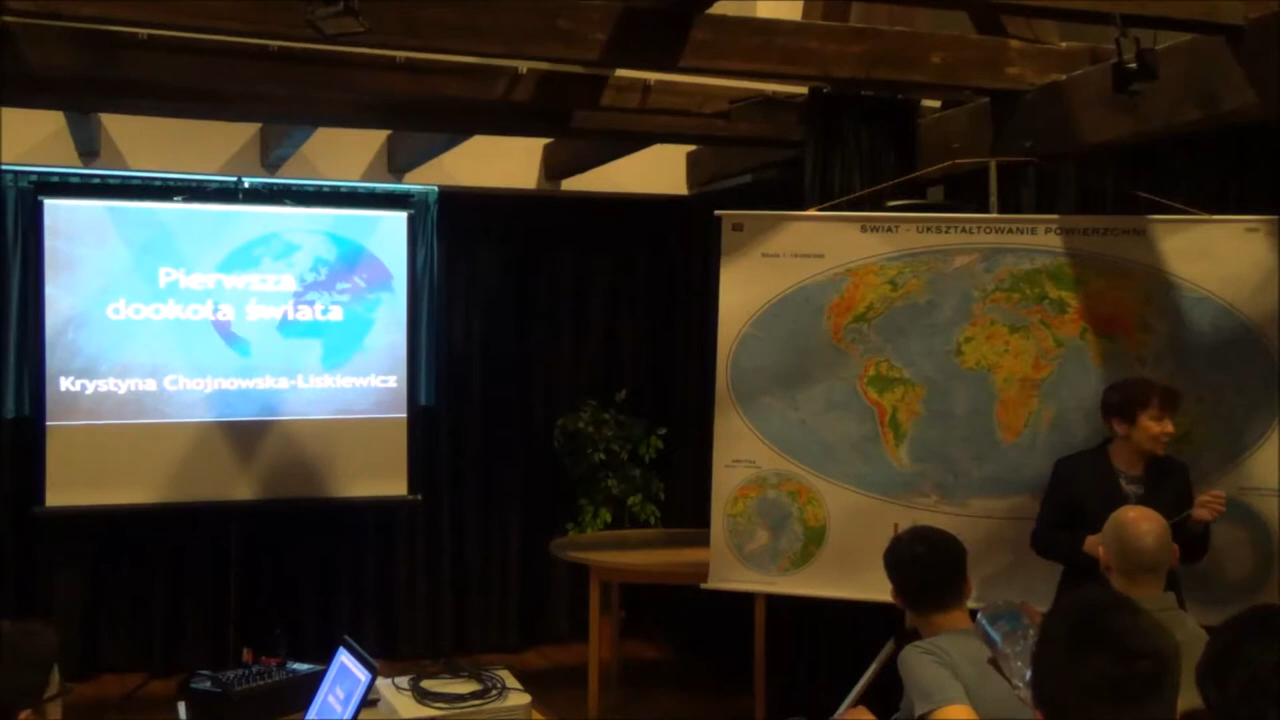 Pierwsza
dookoła świata
Krystyna Chojnowska-Liskiewicz
ŚWIAT - UKSZTAŁTOWANIE POWIERZCHNI